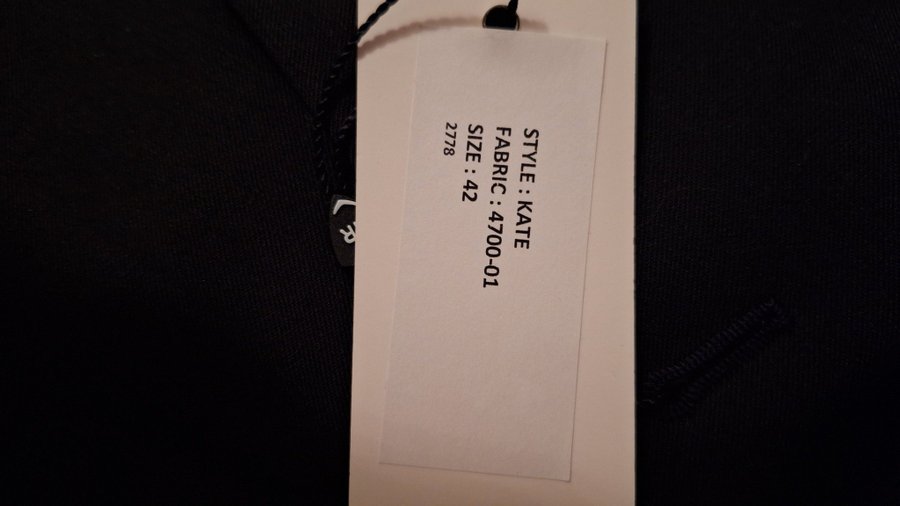 STYLE : KATE
FABRIC : 4700-01
SIZE : 42
2778